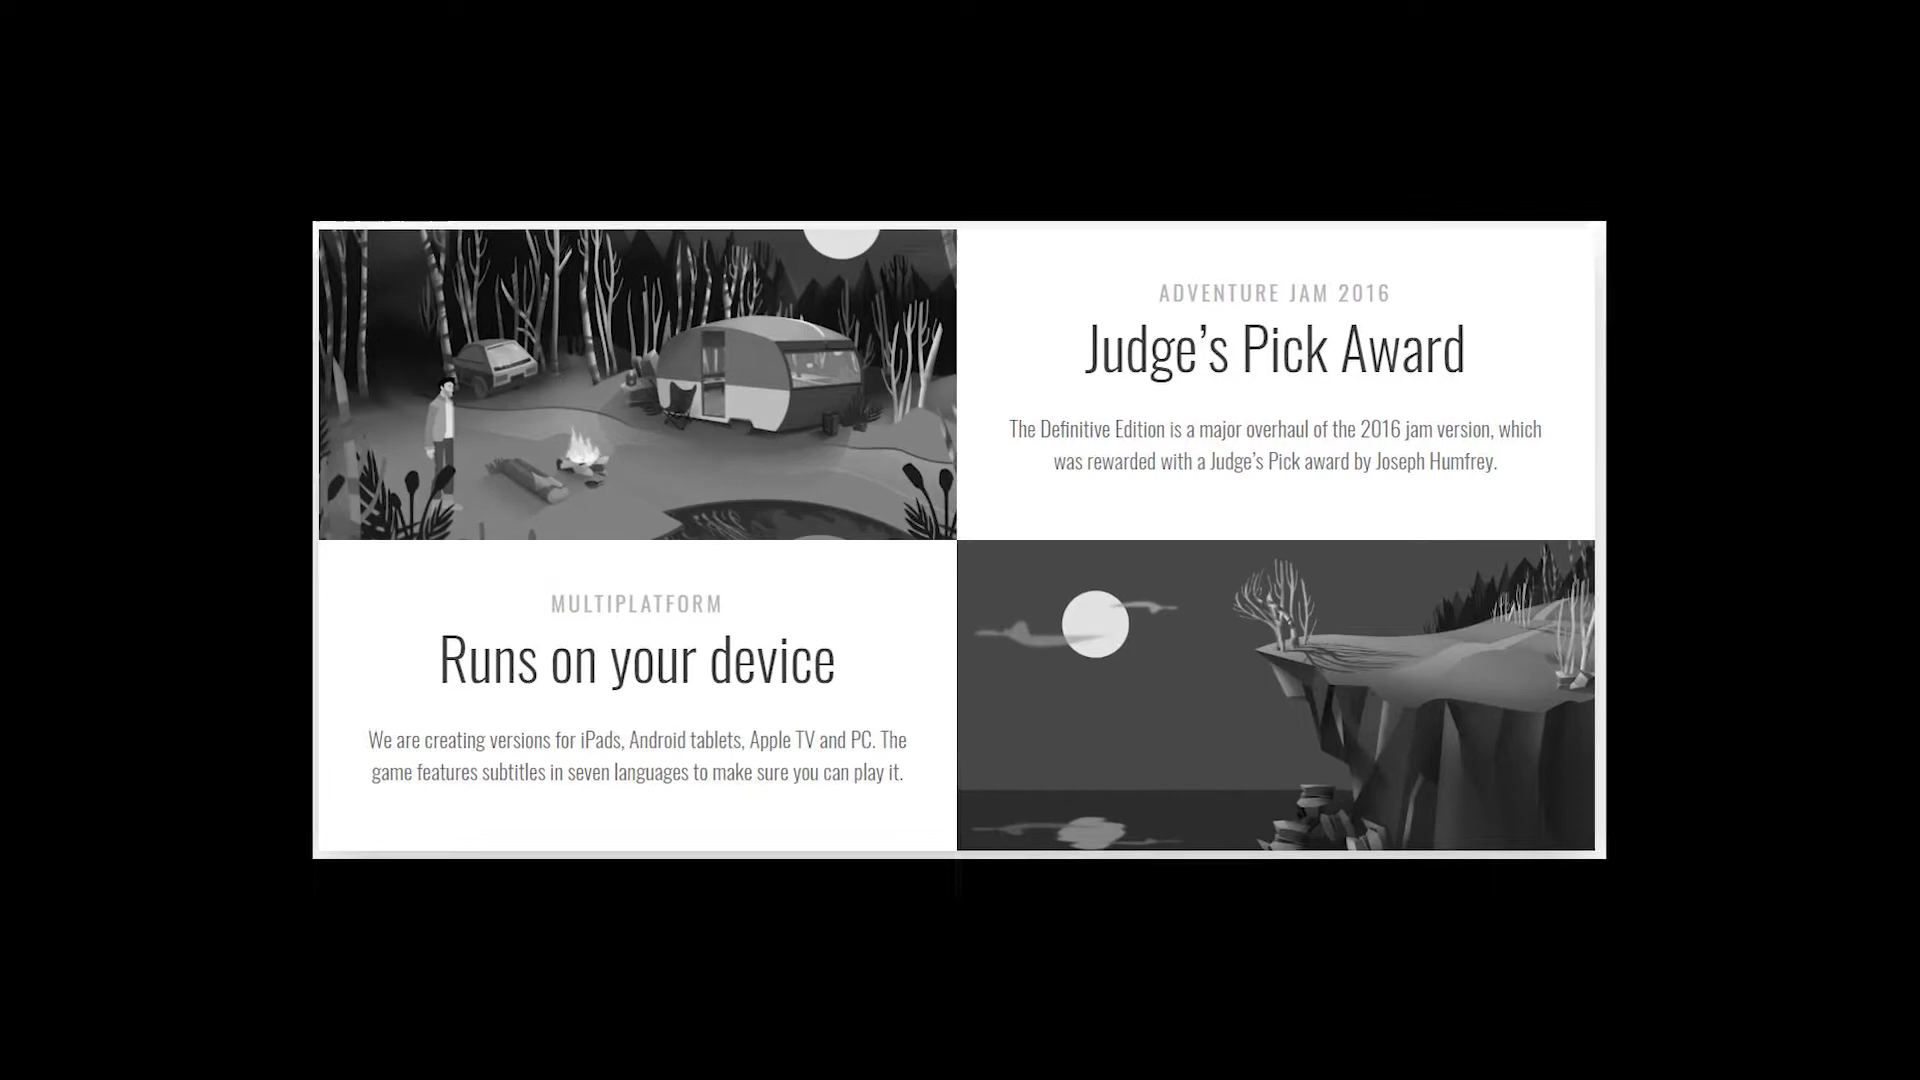 ADVENTURE JAM 2016
Judge’s Pick Award
The Definitive Edition is a major overhaul of the 2016 jam version, which
was rewarded with a Judge’s Pick award by Joseph Humfrey.
MULTIPLATFORM
Runs on your device
We are creating versions for iPads, Android tablets, Apple TV and PC. The
game features subtitles in seven languages to make sure you can play it.